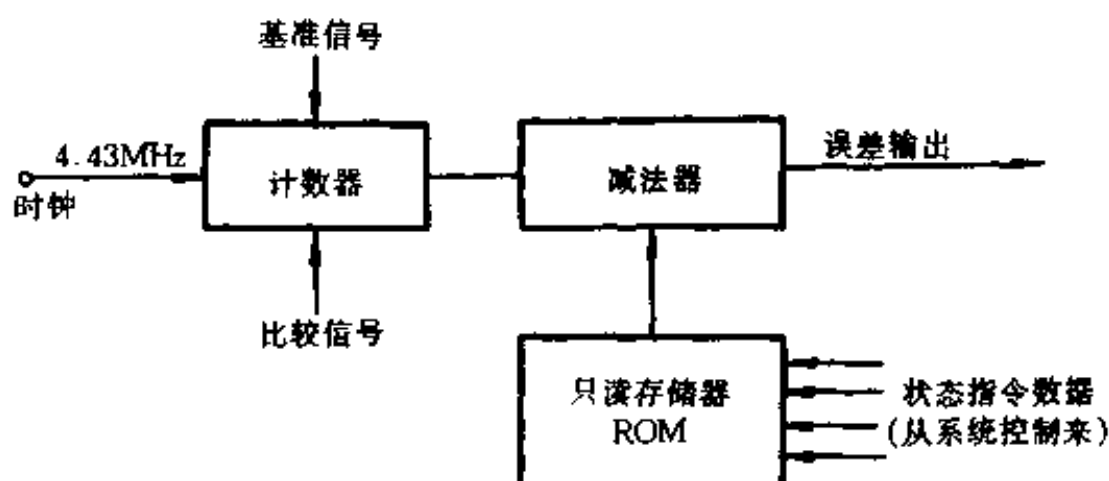 基准信号
4.43MHz
时钟
计数器
减法器
误差输出
比较信号
只读存储器
ROM
状态指令数据
(从系统控制来)